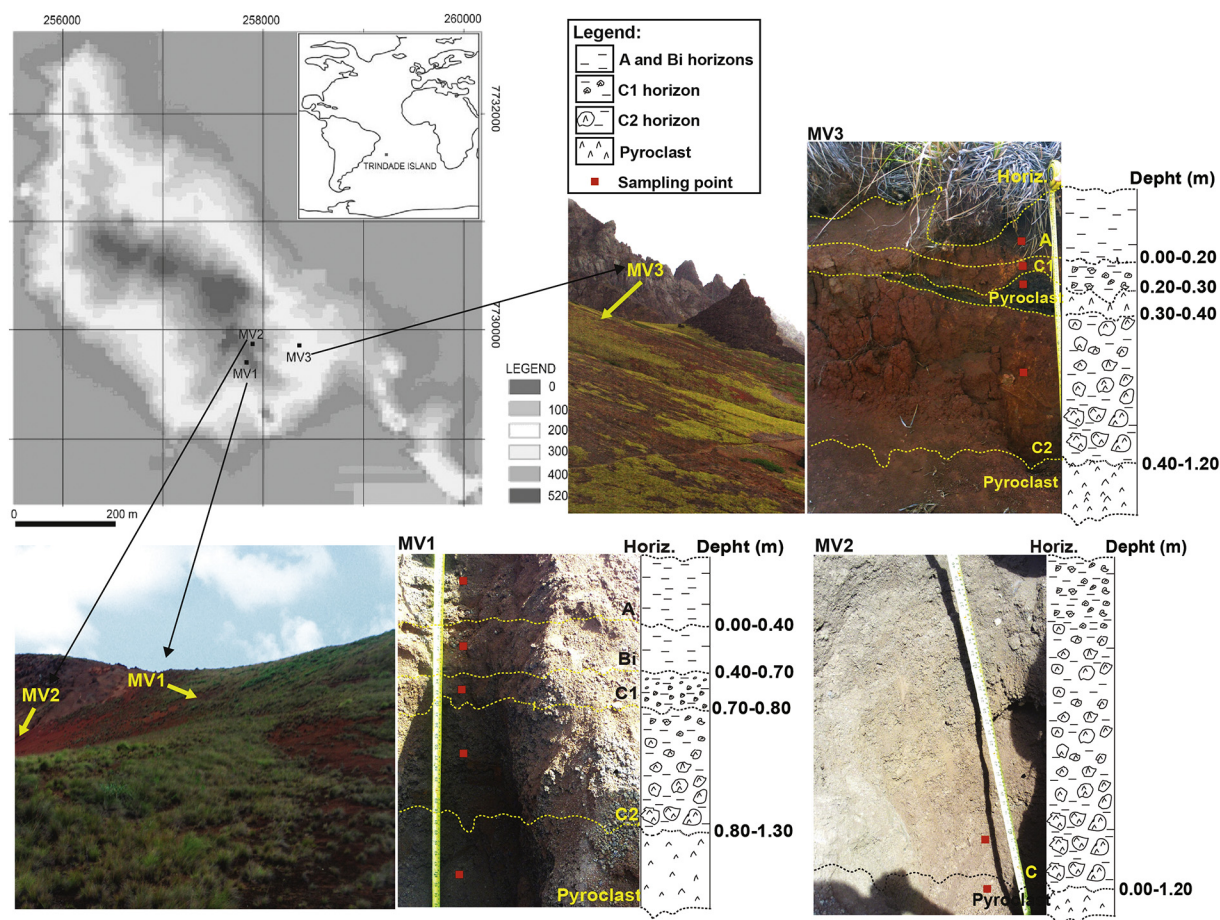 256000
258000
260000
7732000
7730000
TRINDADE ISLAND
MV2
MV3
MV1
LEGEND
0
100
200
300
400
520
0
200 m
Legend:
A and Bi horizons
C1 horizon
C2 horizon
Pyroclast
Sampling point
MV3
MV3
Horiz.
Depht (m)
A
0.00-0.20
C1
0.20-0.30
Pyroclast
0.30-0.40
C2
0.40-1.20
Pyroclast
MV2
MV1
MV1
Horiz.
Depht (m)
A
0.00-0.40
Bi
0.40-70
C1
0.70-0.80
C2
0.80-1.30
Pyroclast
MV2
Horiz.
Depht (m)
C
0.00-1.20
Pyroclast